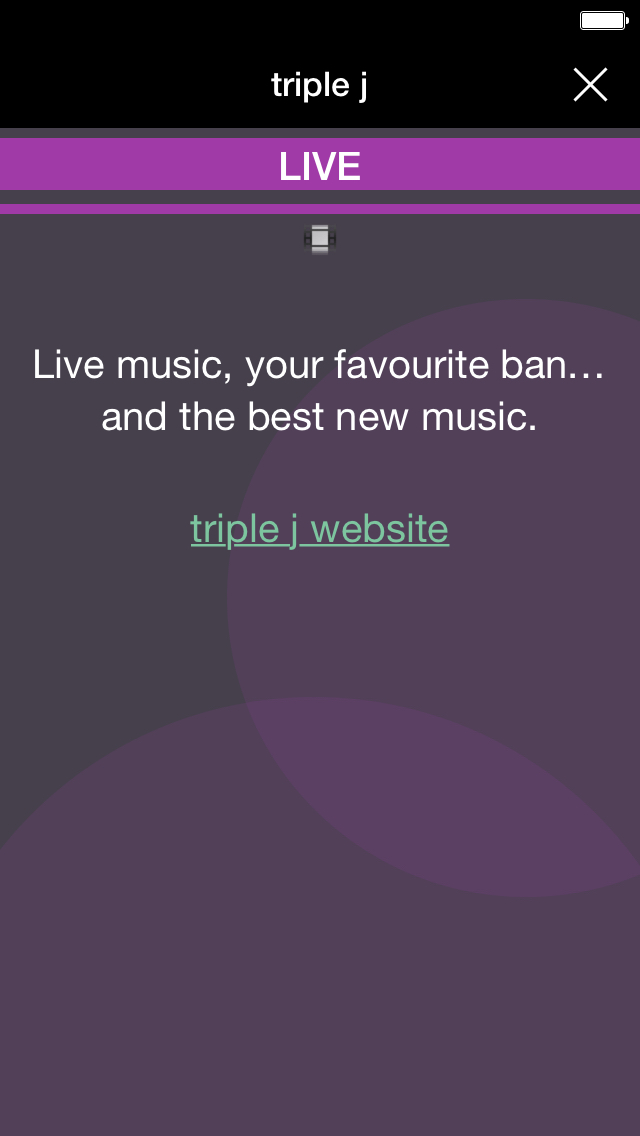 triple j
LIVE
Live music, your favourite ban…
and the best new music.
triple j website